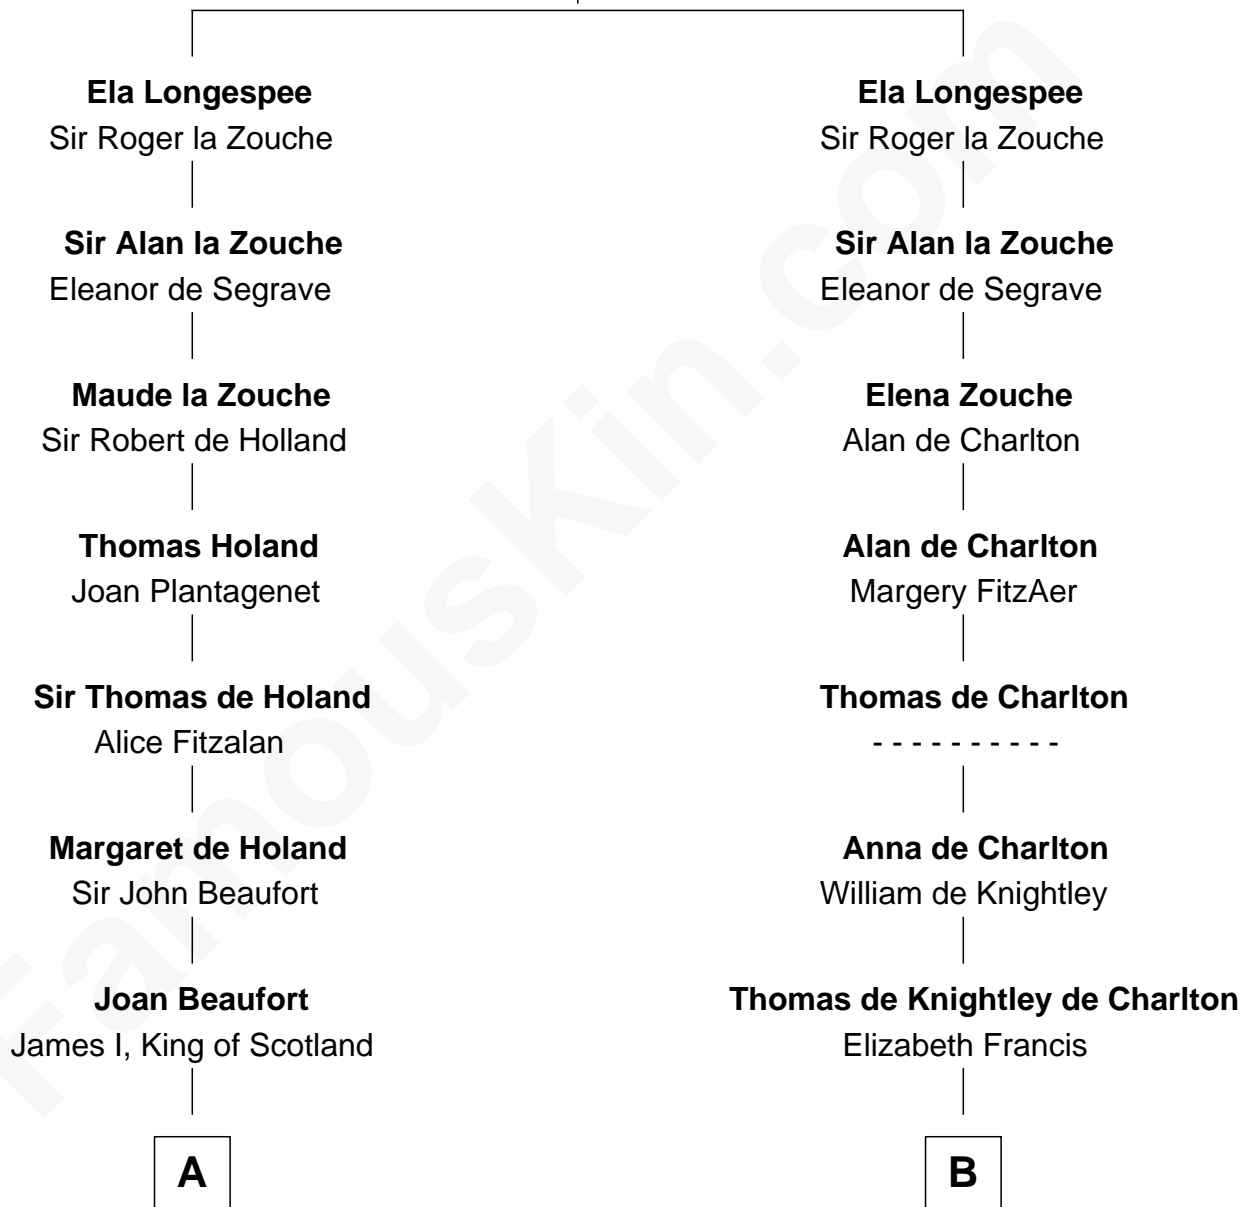 Ela Longespee
Sir Roger la Zouche
Sir Alan la Zouche
Eleanor de Segrave
Maude la Zouche
Sir Robert de Holland
Thomas Holand
Joan Plantagenet
Sir Thomas de Holand
Alice Fitzalan
Margaret de Holand
Sir John Beaufort
Joan Beaufort
James I, King of Scotland
A
Ela Longespee
Sir Roger la Zouche
Sir Alan la Zouche
Eleanor de Segrave
Elena Zouche
Alan de Charlton
Alan de Charlton
Margery FitzAer
Thomas de Charlton
- - - - - - - - - -
Anna de Charlton
William de Knightley
Thomas de Knightley de Charlton
Elizabeth Francis
B
FamousKin.com